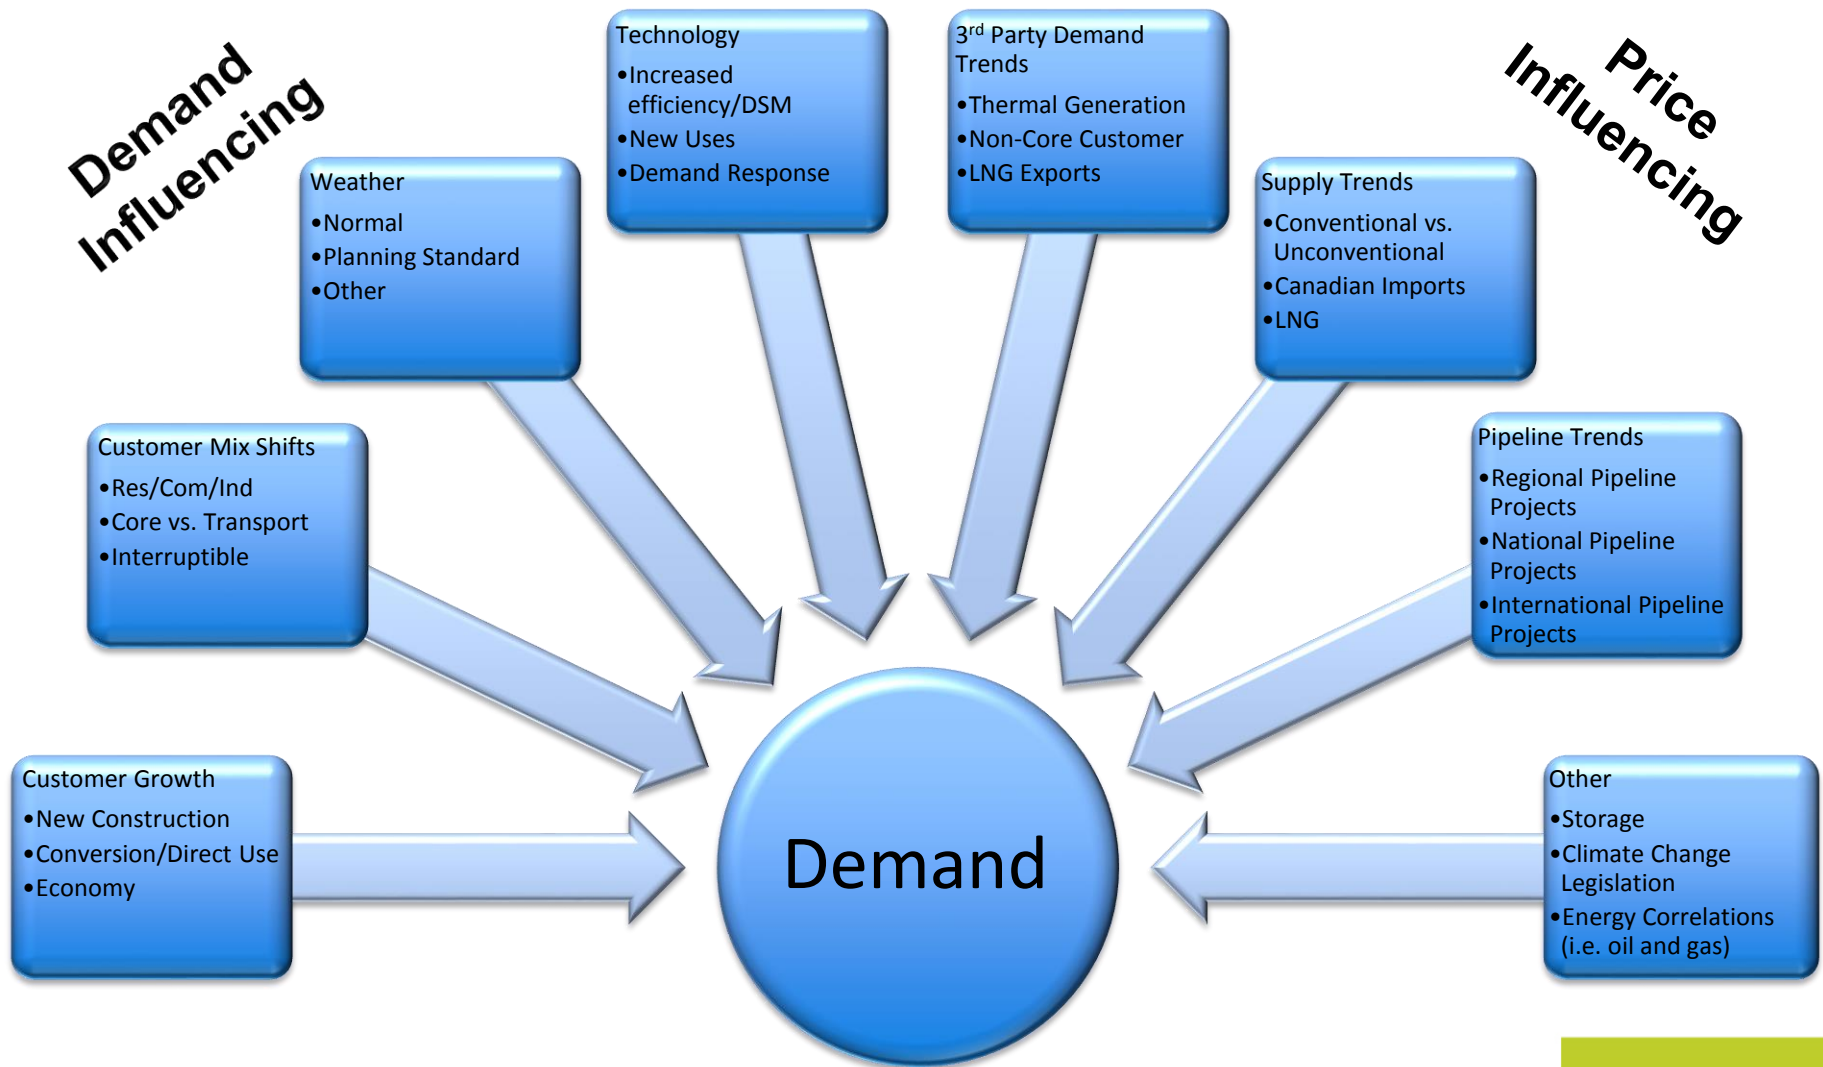 Demand
Influencing
Price
Influencing
Technology
•Increased
efficiency/DSM
•New Uses
•Demand Response
3rd Party Demand
Trends
•Thermal Generation
•Non-Core Customer
•LNG Exports
Weather
•Normal
•Planning Standard
•Other
Supply Trends
•Conventional vs.
Unconventional
•Canadian Imports
•LNG
Customer Mix Shifts
•Res/Com/Ind
•Core vs. Transport
•Interruptible
Pipeline Trends
•Regional Pipeline
Projects
•National Pipeline
Projects
•International Pipeline
Projects
Customer Growth
•New Construction
•Conversion/Direct Use
•Economy
Demand
Other
•Storage
•Climate Change
Legislation
•Energy Correlations
(i.e. oil and gas)